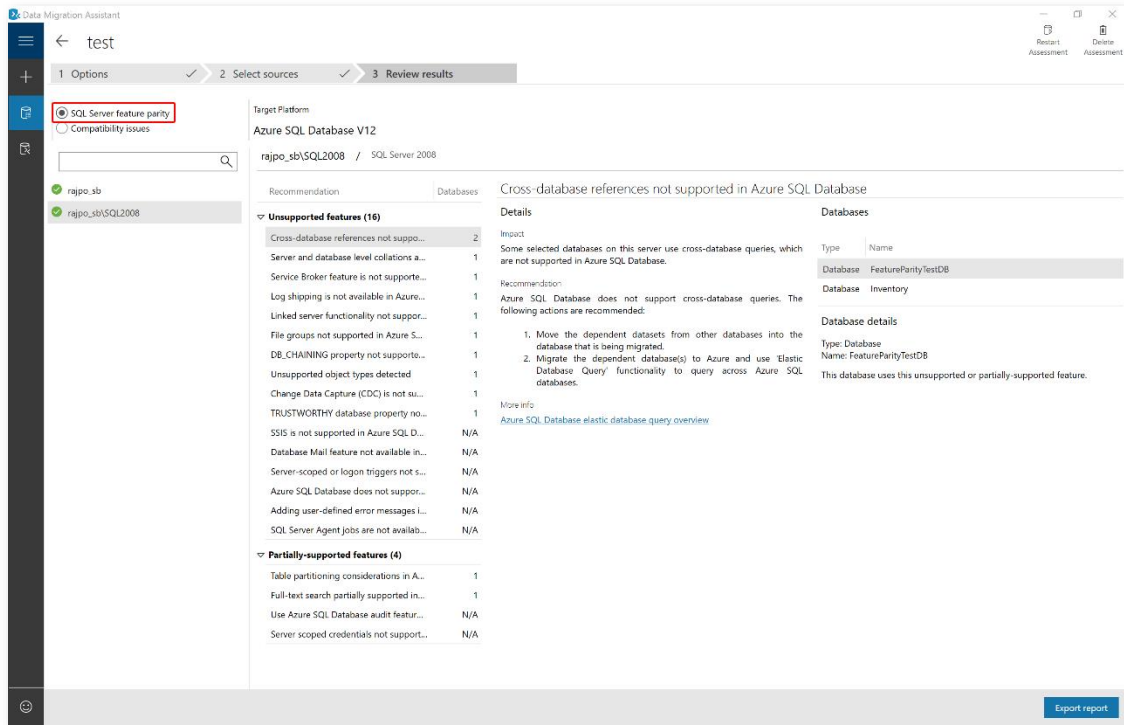 Data Migration Assistant
test
Restart
Assessment
Delete
Assessment
1 Options
2 Select sources
3 Review results
SQL Server feature parity
Compatibility issues
rajpo_sb
rajpo_sb\SQL2008
Target Platform
Azure SQL Database V12
rajpo_sb\SQL2008 / SQL Server 2008
Recommendation Databases
Unsupported features (16)
Cross-database references not suppo... 2
Server and database level collations a... 1
Service Broker feature is not supporte... 1
Log shipping is not available in Azure... 1
Linked server functionality not suppor... 1
File groups not supported in Azure S... 1
DB_CHAINING property not supporte... 1
Unsupported object types detected 1
Change Data Capture (CDC) is not su... 1
TRUSTWORTHY database property no... 1
SSIS is not supported in Azure SQL D... N/A
Database Mail feature not available in... N/A
Server-scoped or logon triggers not s... N/A
Azure SQL Database does not suppor... N/A
Adding user-defined error messages i... N/A
SQL Server Agent jobs are not availab... N/A
Partially-supported features (4)
Table partitioning considerations in A... 1
Full-text search partially supported in... 1
Use Azure SQL Database audit featur... N/A
Server scoped credentials not support... N/A
Cross-database references not supported in Azure SQL Database
Details
Impact
Some selected databases on this server use cross-database queries, which
are not supported in Azure SQL Database.
Recommendation
Azure SQL Database does not support cross-database queries. The
following actions are recommended:
1. Move the dependent datasets from other databases into the
database that is being migrated.
2. Migrate the dependent database(s) to Azure and use 'Elastic
Database Query' functionality to query across Azure SQL
databases.
More info
Azure SQL Database elastic database query overview
Databases
Type Name
Database FeatureParityTestDB
Database Inventory
Database details
Type: Database
Name: FeatureParityTestDB
This database uses this unsupported or partially-supported feature.
Export report